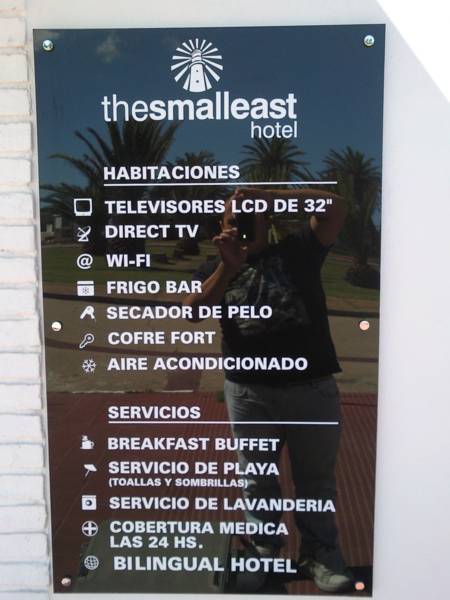 thesmalleast
hotel
HABITACIONES
TELEVISORES LCD DE 32"
DIRECT TV
@ WI-FI
FRIGO BAR
SECADOR DE PELO
COFRE FORT
AIRE ACONDICIONADO
SERVICIOS
BREAKFAST BUFFET
SERVICIO DE PLAYA
(TOALLAS Y SOMBRILLAS)
SERVICIO DE LAVANDERIA
COBERTURA MEDICA
LAS 24 HS.
BILINGUAL HOTEL